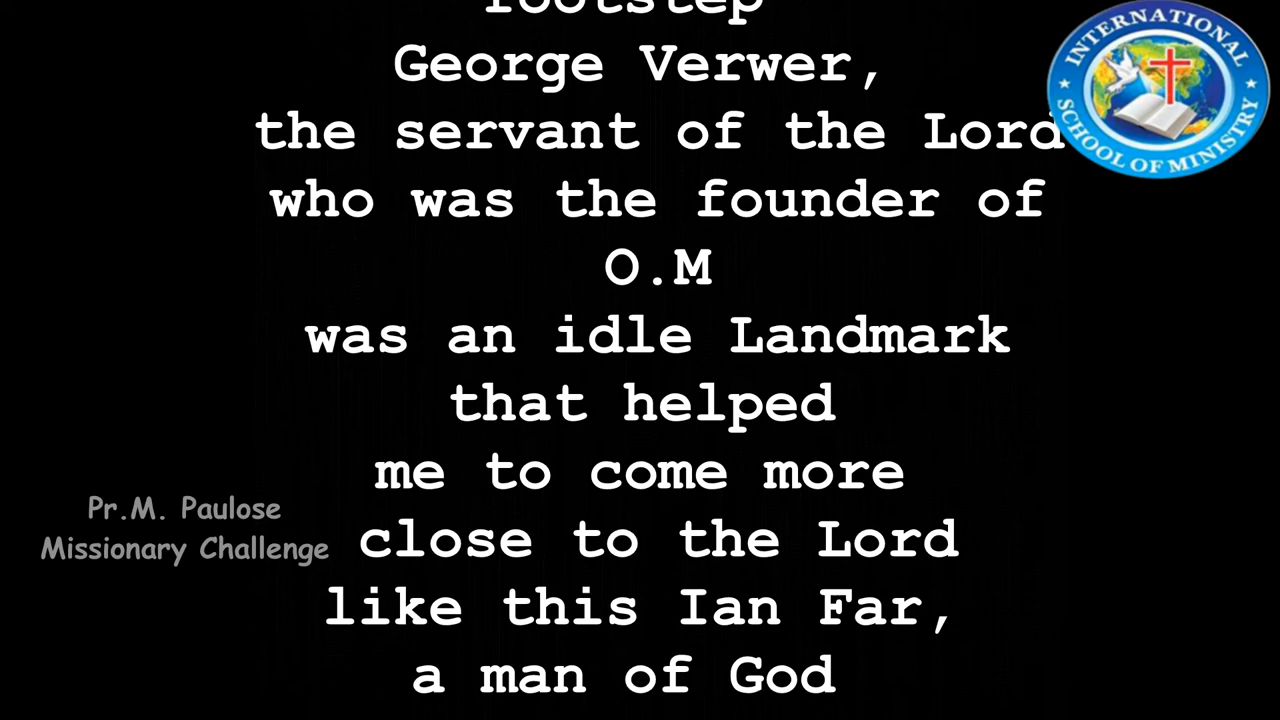 footstep
George Verwer,
the servant of the Lord
who was the founder of
O.M
was an idle Landmark
that helped
me to come more
close to the Lord
like this Ian Far,
a man of God
Pr.M. Paulose
Missionary Challenge
INTERNATIONAL
SCHOOL OF MINISTRY